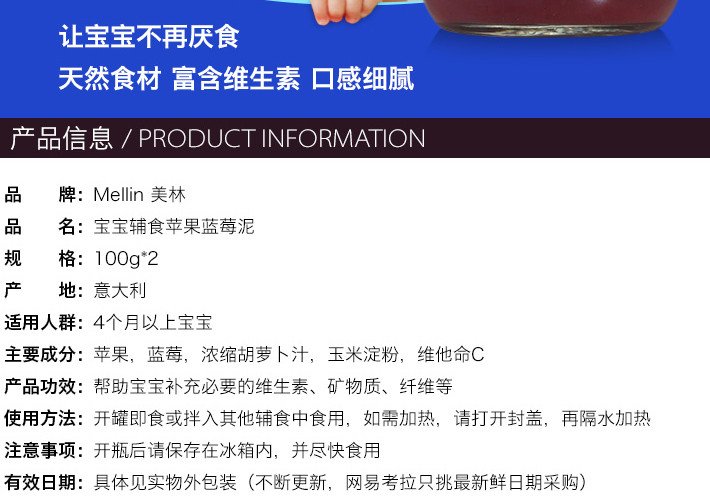 让宝宝不再厌食
天然食材 富含维生素 口感细腻
产品信息 / PRODUCT INFORMATION
品 牌：Mellin 美林
品 名：宝宝辅食苹果蓝莓泥
规 格：100g*2
产 地：意大利
适用人群：4个月以上宝宝
主要成分：苹果，蓝莓，浓缩胡萝卜汁，玉米淀粉，维他命C
产品功效：帮助宝宝补充必要的维生素、矿物质、纤维等
使用方法：开罐即食或拌入其他辅食中食用，如需加热，请打开封盖，再隔水加热
注意事项：开瓶后请保存在冰箱内，并尽快食用
有效日期：具体见实物外包装（不断更新，网易考拉只挑最新鲜日期采购）